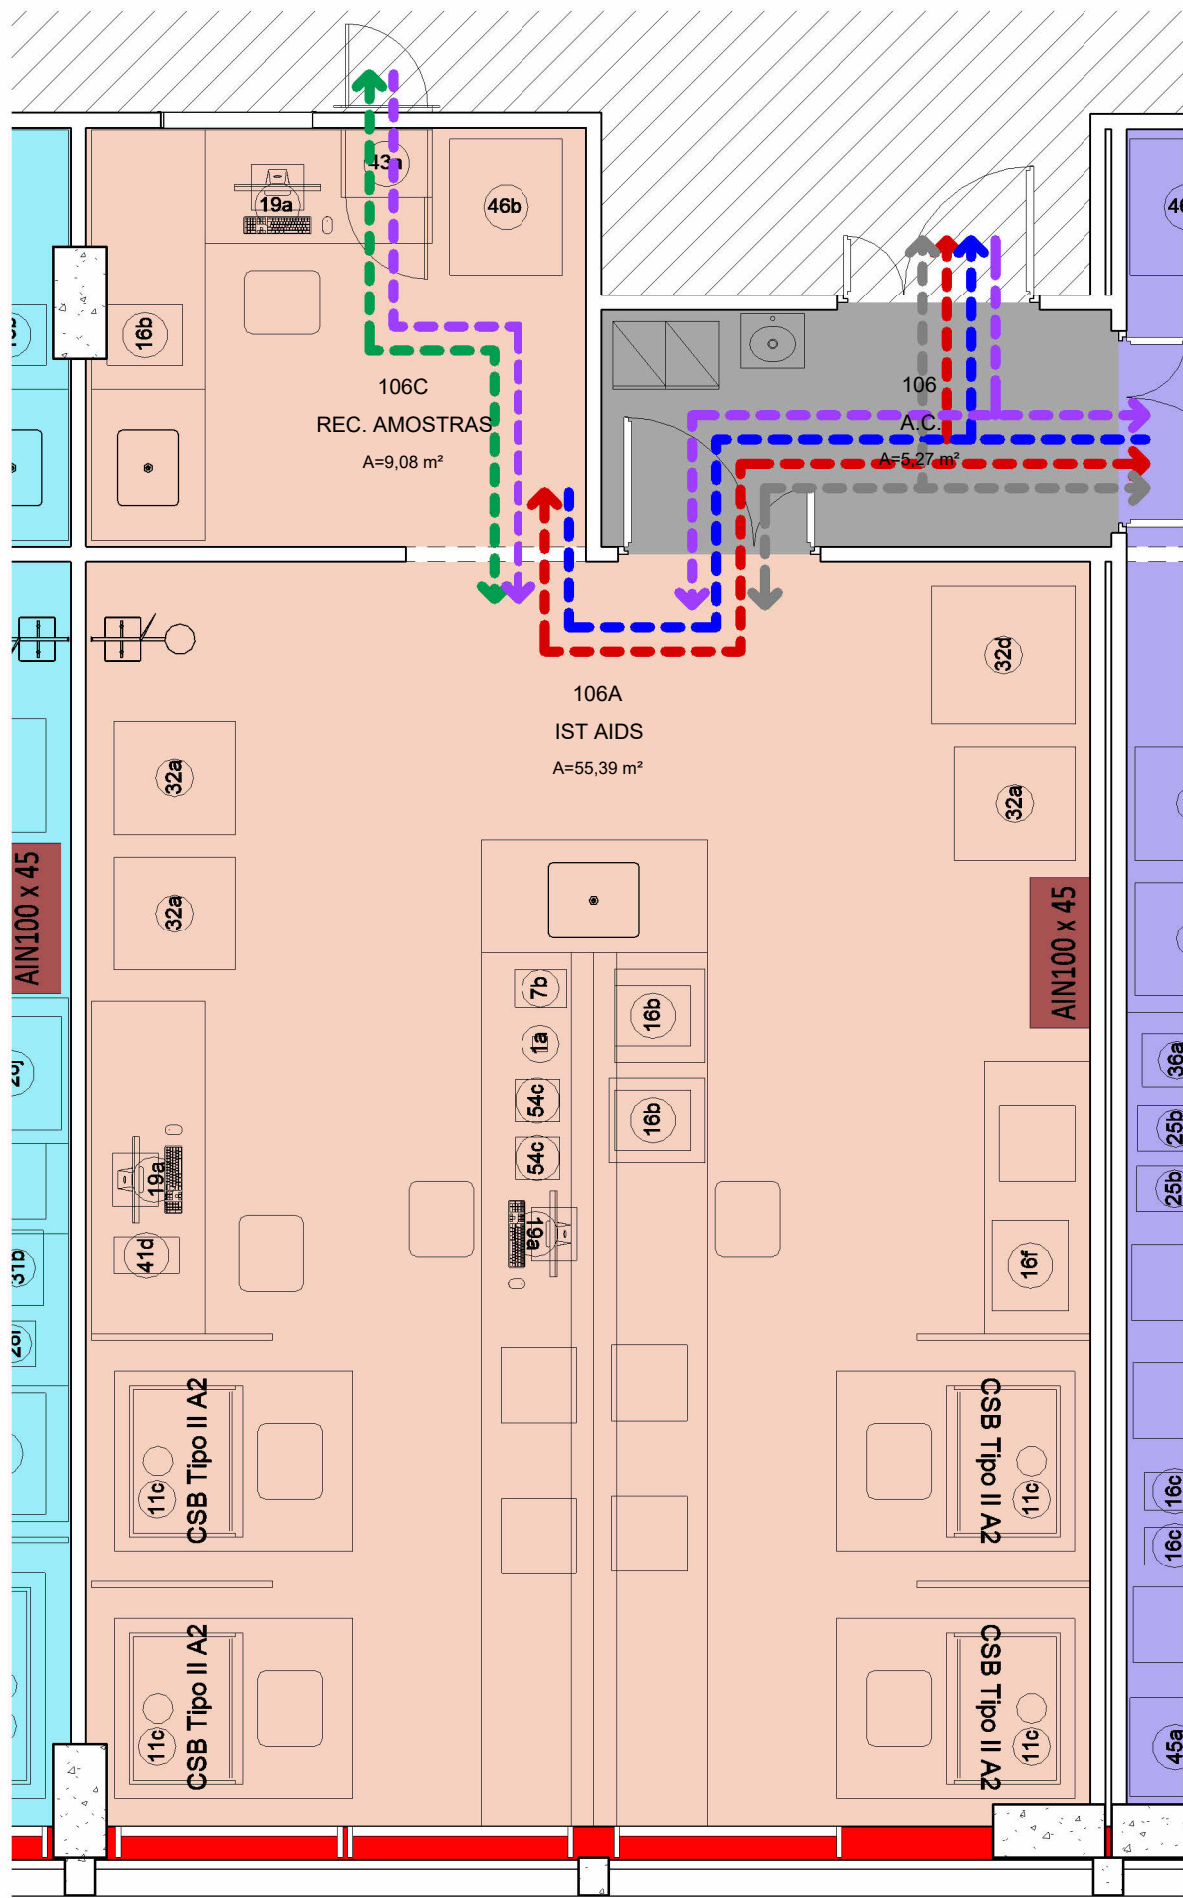 43a
19a
46b
46
16b
106C
REC. AMOSTRAS
A=9,08 m²
106
A.C.
A=5,27 m²
106A
IST AIDS
A=55,39 m²
32d
32a
32a
32a
AIN100 x 45
AIN100 x 45
7b
16b
1a
54c
16b
54c
36a
25b
25b
19a
19a
41d
16f
31b
CSB Tipo II A2
11c
CSB Tipo II A2
11c
16c
16c
CSB Tipo II A2
11c
CSB Tipo II A2
11c
45a